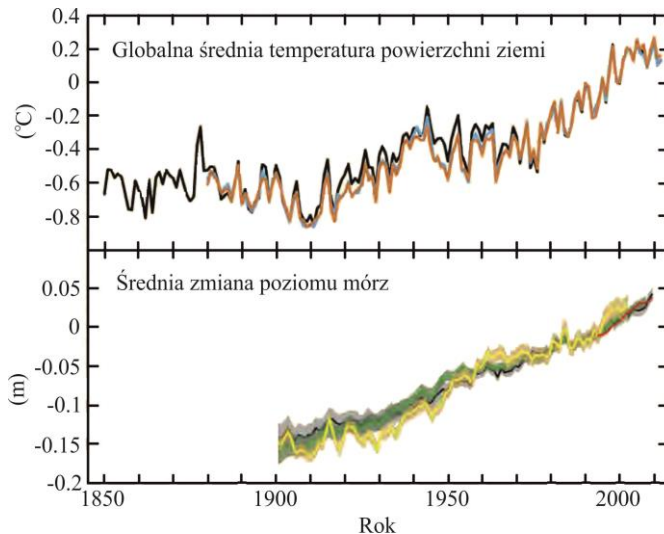 Globalna średnia temperatura powierzchni ziemi
(°C)
0.4
0.2
0
-0.2
-0.4
-0.6
-0.8
Średnia zmiana poziomu mórz
(m)
0.05
0
-0.05
-0.1
-0.15
-0.2
1850 1900 1950 2000
Rok